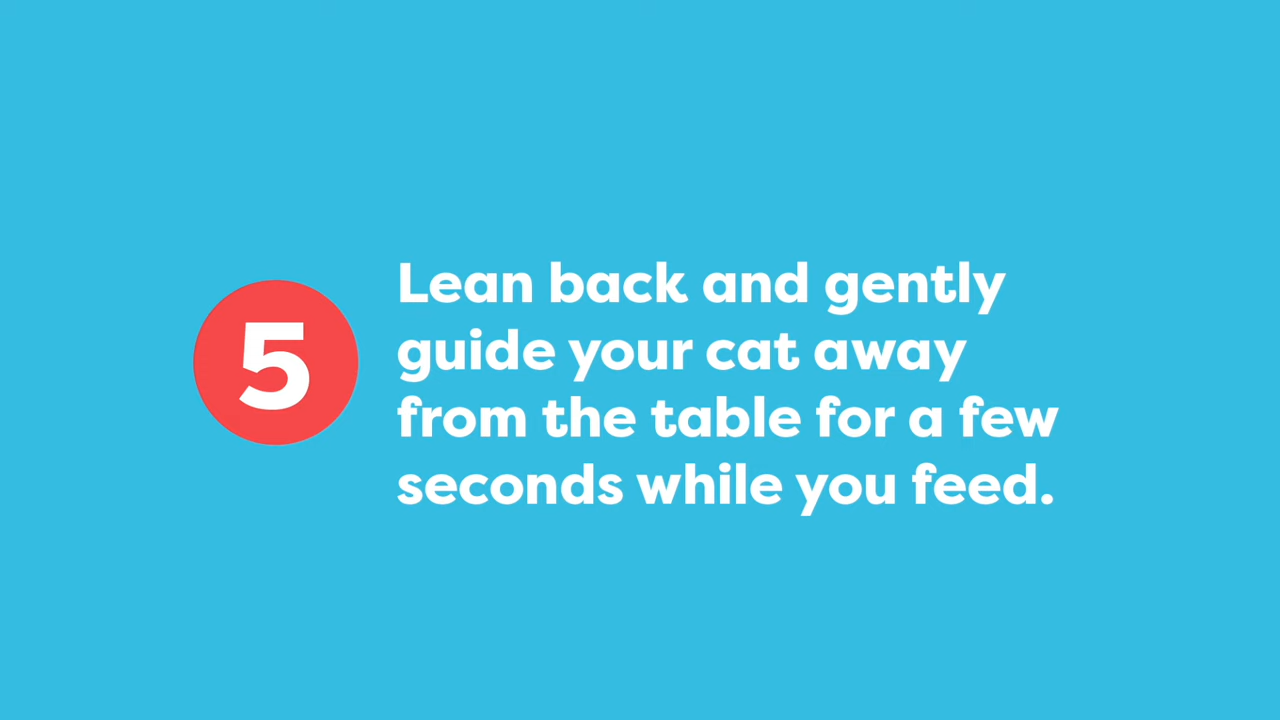 5
Lean back and gently
guide your cat away
from the table for a few
seconds while you feed.